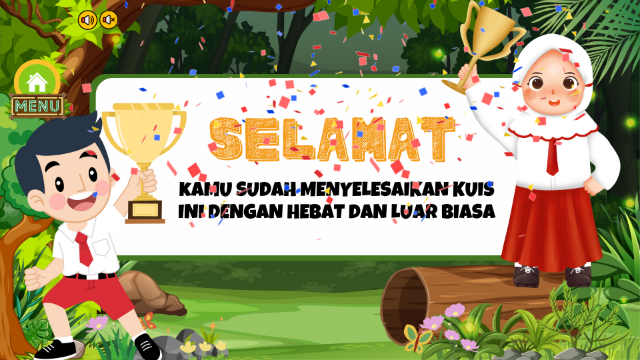 MENU
SELAMAT
KAMU SUDAH MENYELESAIKAN KUIS
INI DENGAN HEBAT DAN LUAR BIASA